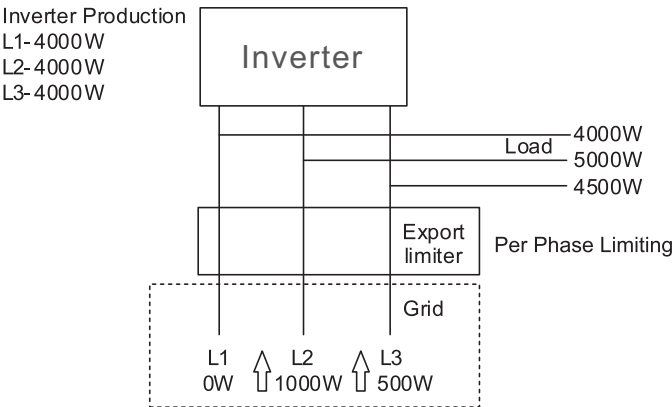 Inverter Production
L1-4000W
L2-4000W
L3-4000W
Inverter
4000W
Load
5000W
4500W
Export
limiter
Per Phase Limiting
Grid
L1 L2 L3
0W 1000W 500W